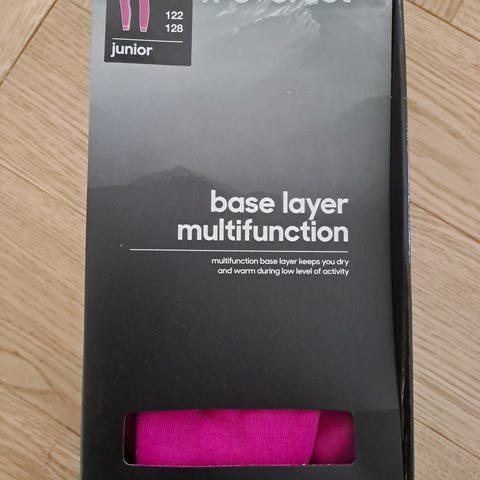 122
128
junior
base layer
multifunction
multifunction base layer keeps you dry
and warm during low level of activity